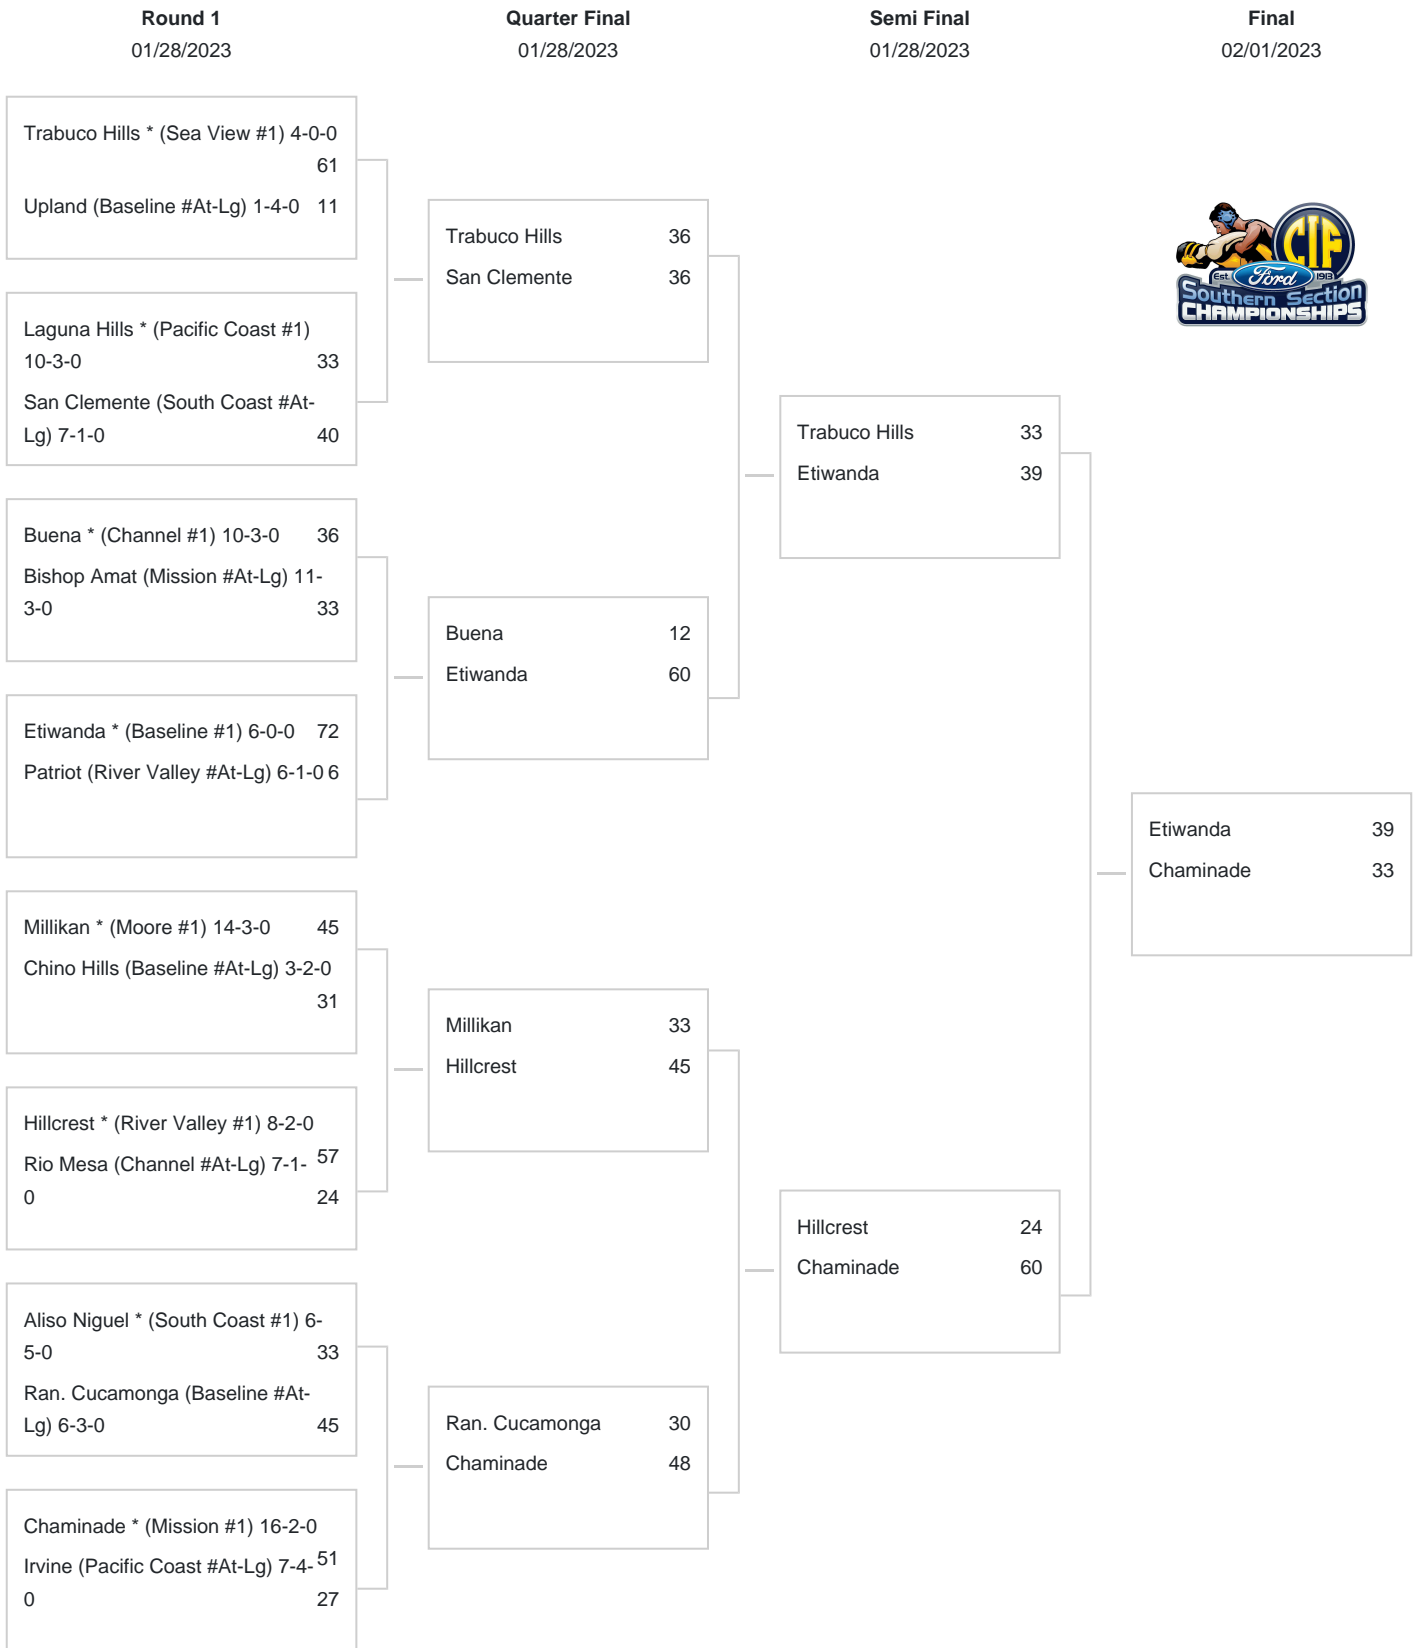 Round 1
01/28/2023
Quarter Final
01/28/2023
Semi Final
01/28/2023
Final
02/01/2023
Trabuco Hills * (Sea View #1) 4-0-0
61
Upland (Baseline #At-Lg) 1-4-0 11
Laguna Hills * (Pacific Coast #1)
10-3-0 33
San Clemente (South Coast #At-
Lg) 7-1-0 40
Buena * (Channel #1) 10-3-0 36
Bishop Amat (Mission #At-Lg) 11-
3-0 33
Etiwanda * (Baseline #1) 6-0-0 72
Patriot (River Valley #At-Lg) 6-1-0 6
Millikan * (Moore #1) 14-3-0 45
Chino Hills (Baseline #At-Lg) 3-2-0
31
Hillcrest * (River Valley #1) 8-2-0
57
Rio Mesa (Channel #At-Lg) 7-1-
0 24
Aliso Niguel * (South Coast #1) 6-
5-0 33
Ran. Cucamonga (Baseline #At-
Lg) 6-3-0 45
Chaminade * (Mission #1) 16-2-0
51
Irvine (Pacific Coast #At-Lg) 7-4-
0 27
Trabuco Hills 36
San Clemente 36
Buena 12
Etiwanda 60
Millikan 33
Hillcrest 45
Ran. Cucamonga 30
Chaminade 48
Trabuco Hills 33
Etiwanda 39
Hillcrest 24
Chaminade 60
Etiwanda 39
Chaminade 33
CIF
Est. Ford 1913
Southern Section
CHAMPIONSHIPS